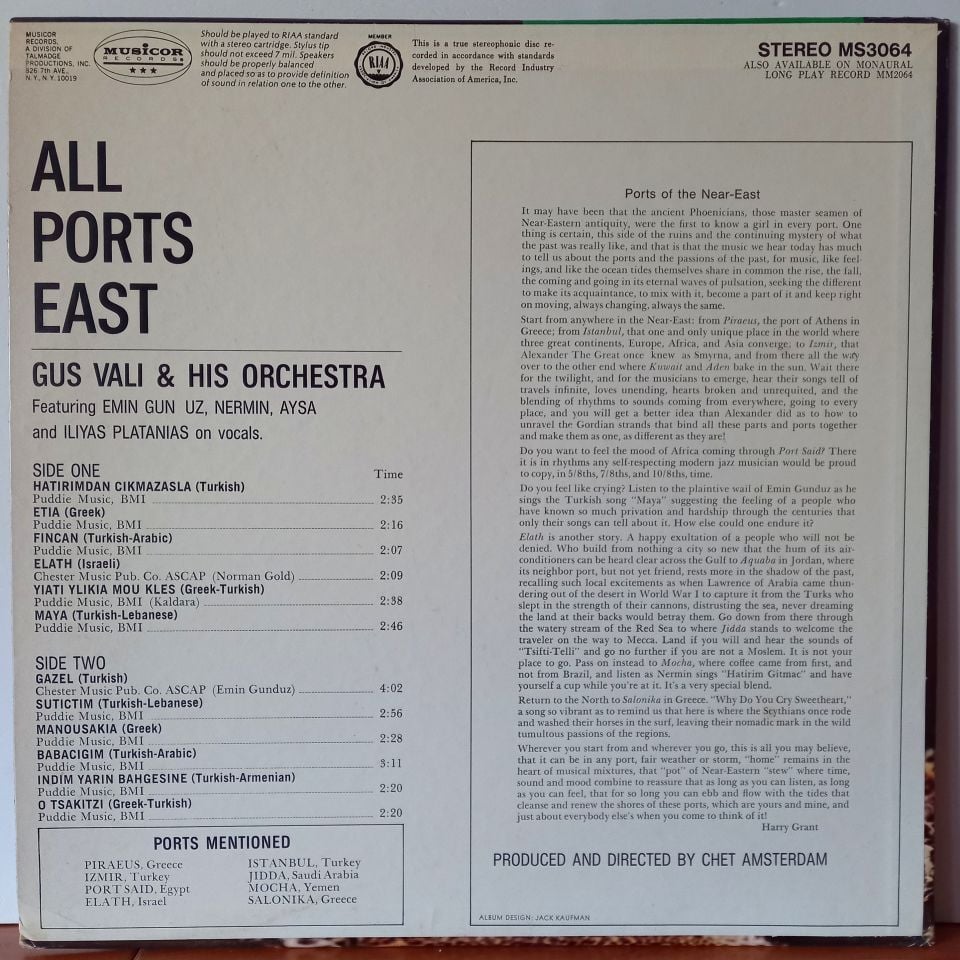 MUSICOR
RECORDS,
A DIVISION OF
TALMADGE
PRODUCTIONS, INC.
826 7th AVE.,
N.Y., N.Y. 10019
MUSICOR
RECORDS
Should be played to RIAA standard
with a stereo cartridge. Stylus tip
should not exceed 7 mil. Speakers
should be properly balanced
and placed so as to provide definition
of sound in relation one to the other.
MEMBER
RIAA
This is a true stereophonic disc re-
corded in accordance with standards
developed by the Record Industry
Association of America, Inc.
STEREO MS3064
ALSO AVAILABLE ON MONAURAL
LONG PLAY RECORD MM2064
ALL
PORTS
EAST
GUS VALI & HIS ORCHESTRA
Featuring EMIN GUN UZ, NERMIN, AYSA
and ILIYAS PLATANIAS on vocals.
SIDE ONE Time
HATIRIMDAN CIKMAZASLA (Turkish)
Puddie Music, BMI 2:35
ETIA (Greek)
Puddie Music, BMI 2:16
FINCAN (Turkish-Arabic)
Puddie Music, BMI 2:07
ELATH (Israeli)
Chester Music Pub. Co. ASCAP (Norman Gold) 2:09
YIATI YLIKIA MOU KLES (Greek-Turkish)
Puddie Music, BMI (Kaldara) 2:38
MAYA (Turkish-Lebanese)
Puddie Music, BMI 2:46
SIDE TWO
GAZEL (Turkish)
Chester Music Pub. Co. ASCAP (Emin Gunduz) 4:02
SUTICTIM (Turkish-Lebanese)
Puddie Music, BMI 2:56
MANOUSAKIA (Greek)
Puddie Music, BMI 2:28
BABACIGIM (Turkish-Arabic)
Puddie Music, BMI 3:11
INDIM YARIN BAHGESINE (Turkish-Armenian)
Puddie Music, BMI 2:20
O TSAKITZI (Greek-Turkish)
Puddie Music, BMI 2:20
PORTS MENTIONED
PIRAEUS, Greece
IZMIR, Turkey
PORT SAID, Egypt
ELATH, Israel
ISTANBUL, Turkey
JIDDA, Saudi Arabia
MOCHA, Yemen
SALONIKA, Greece
Ports of the Near-East
It may have been that the ancient Phoenicians, those master seamen of
Near-Eastern antiquity, were the first to know a girl in every port. One
thing is certain, this side of the ruins and the continuing mystery of what
the past was really like, and that is that the music we hear today has much
to tell us about the ports and the passions of the past, for music, like feel-
ings, and like the ocean tides themselves share in common the rise, the fall,
the coming and going in its eternal waves of pulsation, seeking the different
to make its acquaintance, to mix with it, become a part of it and keep right
on moving, always changing, always the same.
Start from anywhere in the Near-East: from Piraeus, the port of Athens in
Greece; from Istanbul, that one and only unique place in the world where
three great continents, Europe, Africa, and Asia converge; to Izmir, that
Alexander The Great once knew as Smyrna, and from there all the way
over to the other end where Kuwait and Aden bake in the sun. Wait there
for the twilight, and for the musicians to emerge, hear their songs tell of
travels infinite, loves unending, hearts broken and unrequited, and the
blending of rhythms to sounds coming from everywhere, going to every
place, and you will get a better idea than Alexander did as to how to
unravel the Gordian strands that bind all these parts and ports together
and make them as one, as different as they are!
Do you want to feel the mood of Africa coming through Port Said? There
it is in rhythms any self-respecting modern jazz musician would be proud
to copy, in 5/8ths, 7/8ths, and 10/8ths, time.
Do you feel like crying? Listen to the plaintive wail of Emin Gunduz as he
sings the Turkish song "Maya" suggesting the feeling of a people who
have known so much privation and hardship through the centuries that
only their songs can tell about it. How else could one endure it?
Elath is another story. A happy exultation of a people who will not be
denied. Who build from nothing a city so new that the hum of its air-
conditioners can be heard clear across the Gulf to Aquaba in Jordan, where
its neighbor port, but not yet friend, rests more in the shadow of the past,
recalling such local excitements as when Lawrence of Arabia came thun-
dering out of the desert in World War I to capture it from the Turks who
slept in the strength of their cannons, distrusting the sea, never dreaming
the land at their backs would betray them. Go down from there through
the watery stream of the Red Sea to where Jidda stands to welcome the
traveler on the way to Mecca. Land if you will and hear the sounds of
"Tsifti-Telli" and go no further if you are not a Moslem. It is not your
place to go. Pass on instead to Mocha, where coffee came from first, and
not from Brazil, and listen as Nermin sings "Hatirim Gitmac" and have
yourself a cup while you're at it. It's a very special blend.
Return to the North to Salonika in Greece. "Why Do You Cry Sweetheart,"
a song so vibrant as to remind us that here is where the Scythians once rode
and washed their horses in the surf, leaving their nomadic mark in the wild
tumultous passions of the regions.
Wherever you start from and wherever you go, this is all you may believe,
that it can be in any port, fair weather or storm, "home" remains in the
heart of musical mixtures, that "pot" of Near-Eastern "stew" where time,
sound and mood combine to reassure that as long as you can listen, as long
as you can feel, that for so long you can ebb and flow with the tides that
cleanse and renew the shores of these ports, which are yours and mine, and
just about everybody else's when you come to think of it!
Harry Grant
PRODUCED AND DIRECTED BY CHET AMSTERDAM
ALBUM DESIGN: JACK KAUFMAN